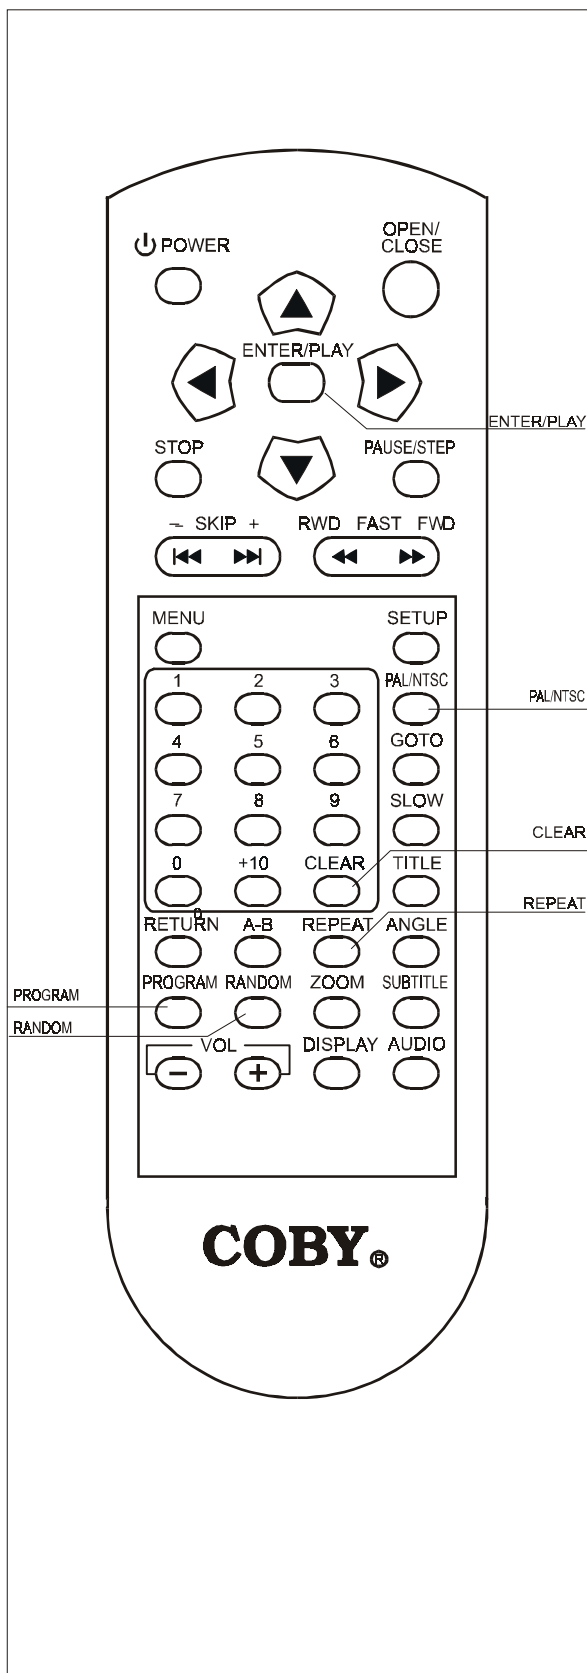 OPEN/
POWER CLOSE
ENTER/PLAY
ENTER/PLAY
STOP PAUSE/STEP
– SKIP + RWD FAST FWD
MENU SETUP
1 2 3 PAL/NTSC
PAL/NTSC
4 5 6 GOTO
7 8 9 SLOW
CLEAR
0 +10 CLEAR TITLE
REPEAT
0
RETURN A-B REPEAT ANGLE
PROGRAM RANDOM ZOOM SUBTITLE
PROGRAM
RANDOM
VOL DISPLAY AUDIO
– +
COBY®